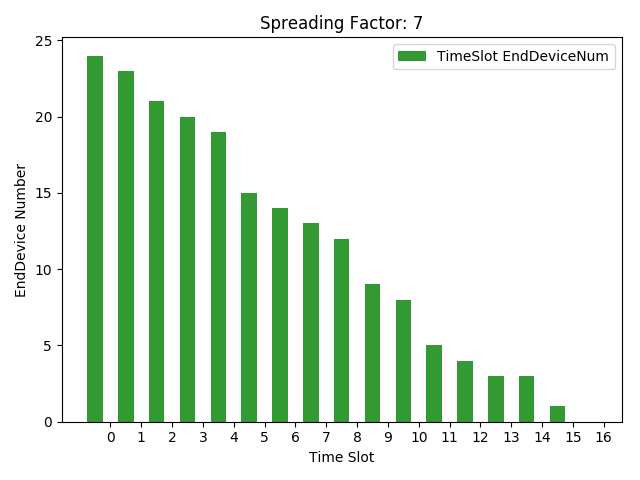 Spreading Factor: 7
TimeSlot EndDeviceNum
EndDevice Number
25
20
15
10
5
0
0 1 2 3 4 5 6 7 8 9 10 11 12 13 14 15 16
Time Slot